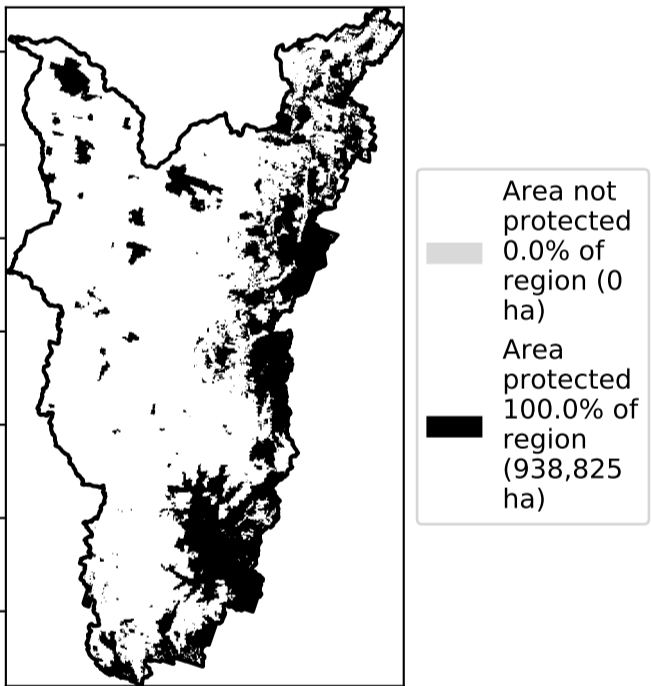 Area not
protected
0.0% of
region (0
ha)
Area
protected
100.0% of
region
(938,825
ha)